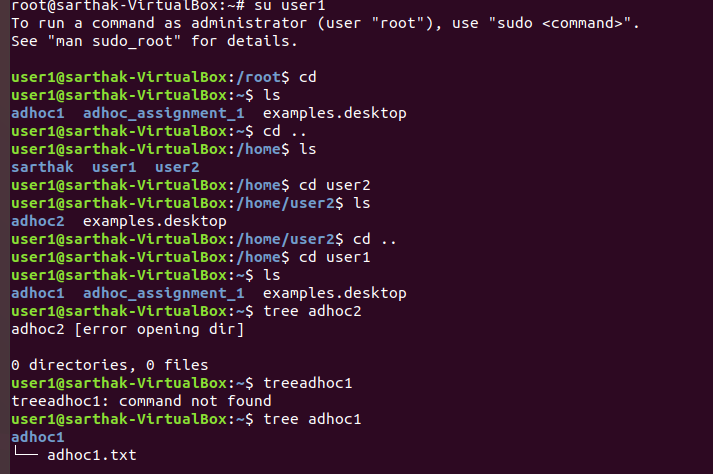 root@sarthak-VirtualBox:~# su user1
To run a command as administrator (user "root"), use "sudo <command>".
See "man sudo_root" for details.
user1@sarthak-VirtualBox:/root$ cd
user1@sarthak-VirtualBox:~$ ls
adhoc1  adhoc_assignment_1  examples.desktop
user1@sarthak-VirtualBox:~$ cd ..
user1@sarthak-VirtualBox:/home$ ls
sarthak  user1  user2
user1@sarthak-VirtualBox:/home$ cd user2
user1@sarthak-VirtualBox:/home/user2$ ls
adhoc2  examples.desktop
user1@sarthak-VirtualBox:/home/user2$ cd ..
user1@sarthak-VirtualBox:/home$ cd user1
user1@sarthak-VirtualBox:~$ ls
adhoc1  adhoc_assignment_1  examples.desktop
user1@sarthak-VirtualBox:~$ tree adhoc2
adhoc2 [error opening dir]
0 directories, 0 files
user1@sarthak-VirtualBox:~$ treeadhoc1
treeadhoc1: command not found
user1@sarthak-VirtualBox:~$ tree adhoc1
adhoc1
└── adhoc1.txt